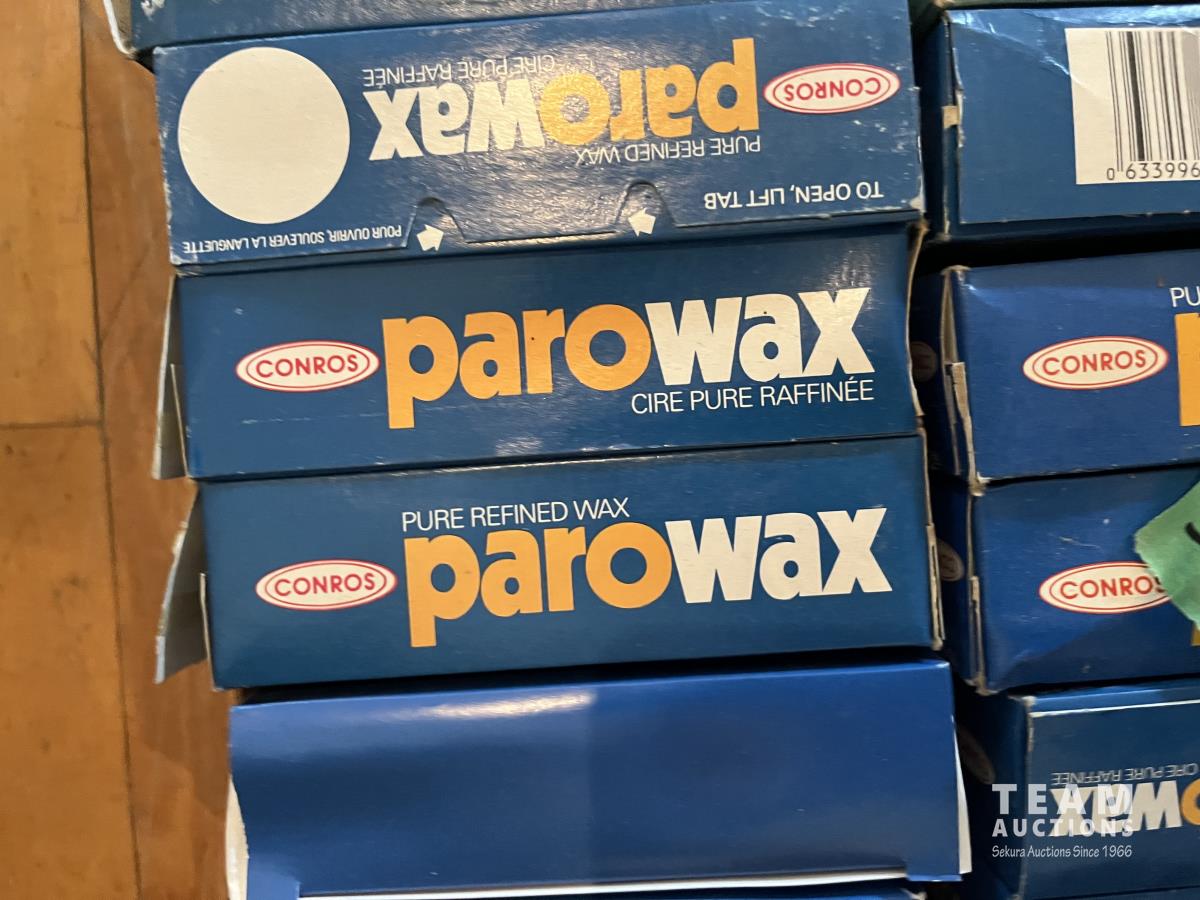 CONROS
parowax
CIRE PURE RAFFINÉE
PURE REFINED WAX
TO OPEN, LIFT TAB
POUR OUVRIR, SOULEVER LA LANGUETTE
0 633996
CONROS
parowax
CIRE PURE RAFFINÉE
PU
CONROS
PURE REFINED WAX
CONROS
parowax
CONROS
CIRE PURE RAFFINÉE
wax
TEAM
AUCTIONS
Sekura Auctions Since 1966